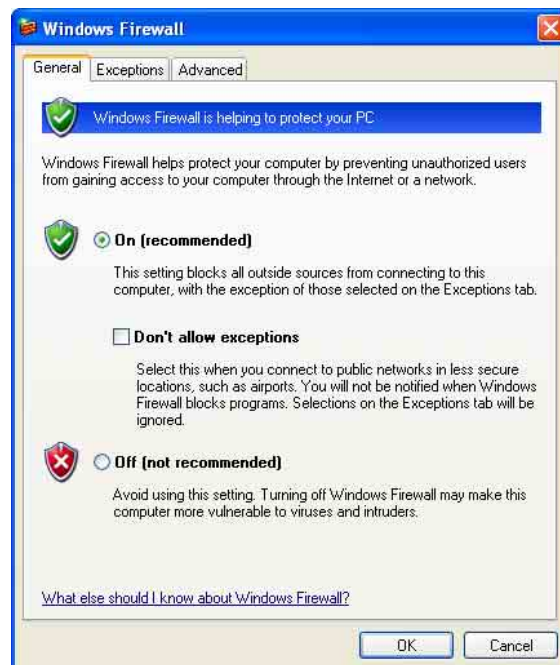 Windows Firewall
General Exceptions Advanced
Windows Firewall is helping to protect your PC
Windows Firewall helps protect your computer by preventing unauthorized users
from gaining access to your computer through the Internet or a network.
On (recommended)
This setting blocks all outside sources from connecting to this
computer, with the exception of those selected on the Exceptions tab.
Don't allow exceptions
Select this when you connect to public networks in less secure
locations, such as airports. You will not be notified when Windows
Firewall blocks programs. Selections on the Exceptions tab will be
ignored.
Off (not recommended)
Avoid using this setting. Turning off Windows Firewall may make this
computer more vulnerable to viruses and intruders.
What else should I know about Windows Firewall?
OK Cancel